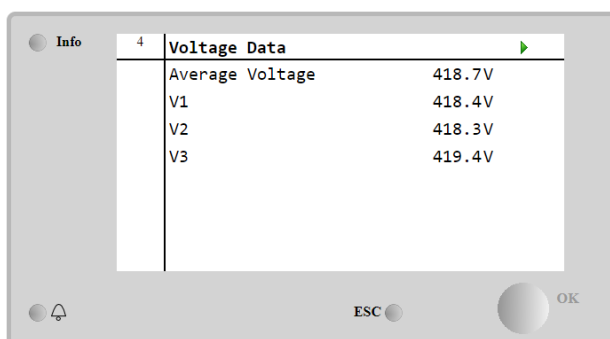 Info
4 Voltage Data
Average Voltage 418.7V
V1 418.4V
V2 418.3V
V3 419.4V
ESC
OK